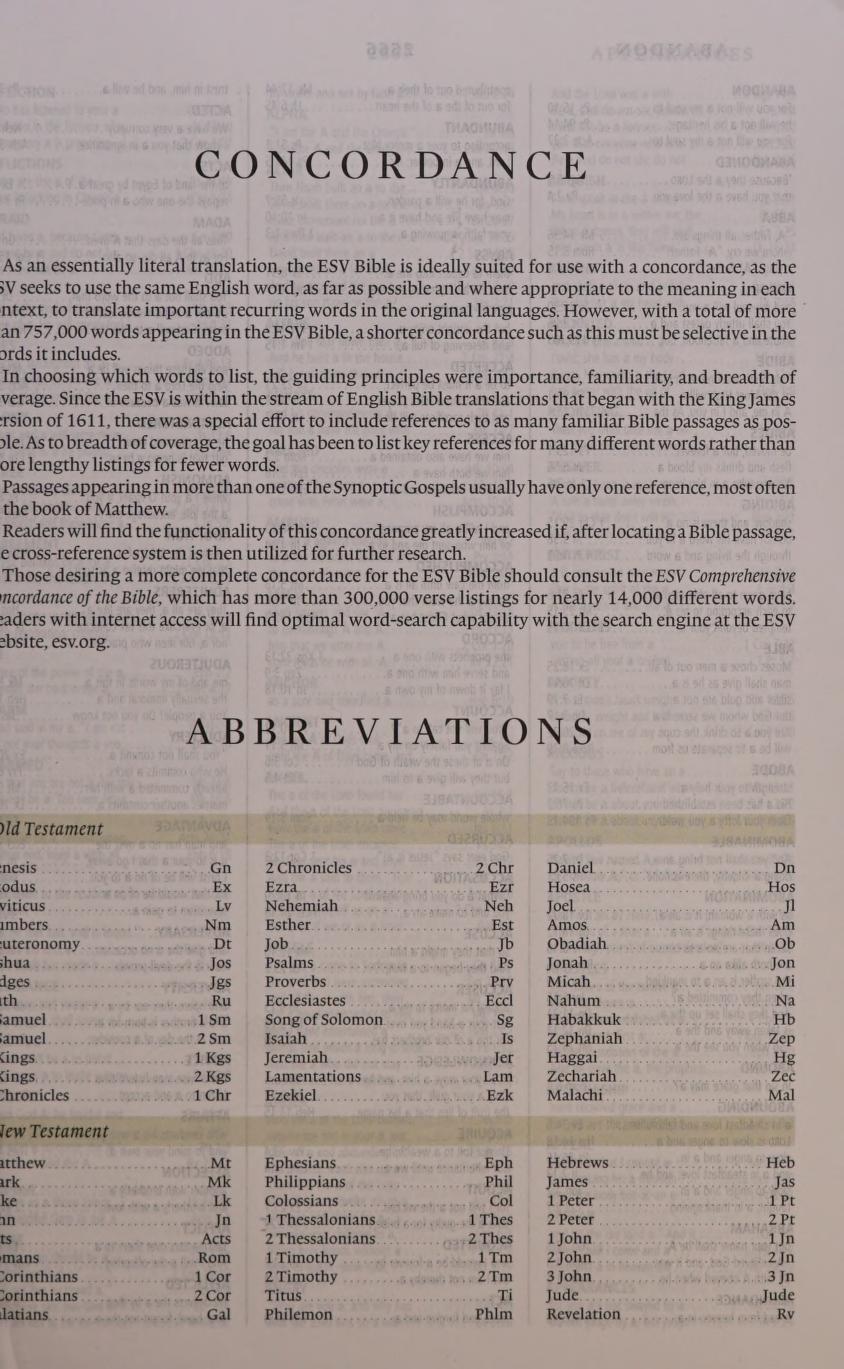 CONCORDANCE
As an essentially literal translation, the ESV Bible is ideally suited for use with a concordance, as the
SV seeks to use the same English word, as far as possible and where appropriate to the meaning in each
ntext, to translate important recurring words in the original languages. However, with a total of more
an 757,000 words appearing in the ESV Bible, a shorter concordance such as this must be selective in the
ords it includes.
In choosing which words to list, the guiding principles were importance, familiarity, and breadth of
verage. Since the ESV is within the stream of English Bible translations that began with the King James
rsion of 1611, there was a special effort to include references to as many familiar Bible passages as pos-
le. As to breadth of coverage, the goal has been to list key references for many different words rather than
ore lengthy listings for fewer words.
Passages appearing in more than one of the Synoptic Gospels usually have only one reference, most often
the book of Matthew.
Readers will find the functionality of this concordance greatly increased if, after locating a Bible passage,
e cross-reference system is then utilized for further research.
Those desiring a more complete concordance for the ESV Bible should consult the ESV Comprehensive
ncordance of the Bible, which has more than 300,000 verse listings for nearly 14,000 different words.
eaders with internet access will find optimal word-search capability with the search engine at the ESV
ebsite, esv.org.
ABBREVIATIONS
Old Testament
nesis Gn
odus Ex
viticus Lv
umbers Nm
uteronomy Dt
shua Jos
dges Jgs
th Ru
amuel 1 Sm
amuel 2 Sm
Kings 1 Kgs
Kings 2 Kgs
Chronicles 1 Chr
2 Chronicles 2 Chr
Ezra Ezr
Nehemiah Neh
Esther Est
Job Jb
Psalms Ps
Proverbs Prv
Ecclesiastes Eccl
Song of Solomon Sg
Isaiah Is
Jeremiah Jer
Lamentations Lam
Ezekiel Ezk
Daniel Dn
Hosea Hos
Joel Jl
Amos Am
Obadiah Ob
Jonah Jon
Micah Mi
Nahum Na
Habakkuk Hb
Zephaniah Zep
Haggai Hg
Zechariah Zec
Malachi Mal
New Testament
atthew Mt
ark Mk
ke Lk
hn Jn
ts Acts
mans Rom
Corinthians 1 Cor
Corinthians 2 Cor
latians Gal
Ephesians Eph
Philippians Phil
Colossians Col
1 Thessalonians 1 Thes
2 Thessalonians 2 Thes
1 Timothy 1 Tm
2 Timothy 2 Tm
Titus Ti
Philemon Phlm
Hebrews Heb
James Jas
1 Peter 1 Pt
2 Peter 2 Pt
1 John 1 Jn
2 John 2 Jn
3 John 3 Jn
Jude Jude
Revelation Rv